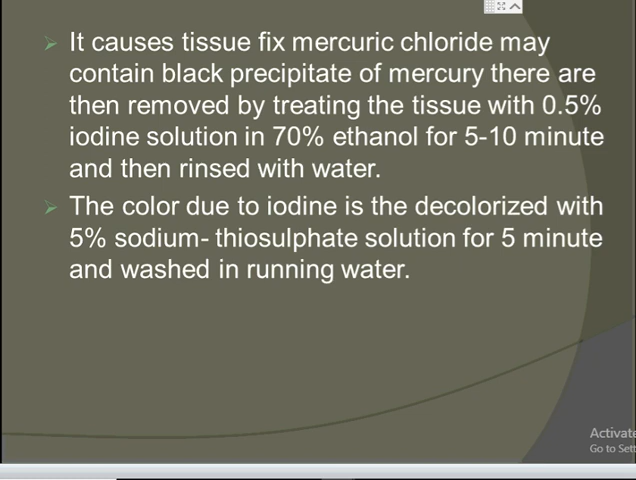 It causes tissue fix mercuric chloride may
contain black precipitate of mercury there are
then removed by treating the tissue with 0.5%
iodine solution in 70% ethanol for 5-10 minute
and then rinsed with water.
The color due to iodine is the decolorized with
5% sodium- thiosulphate solution for 5 minute
and washed in running water.
Activate
Go to Sett